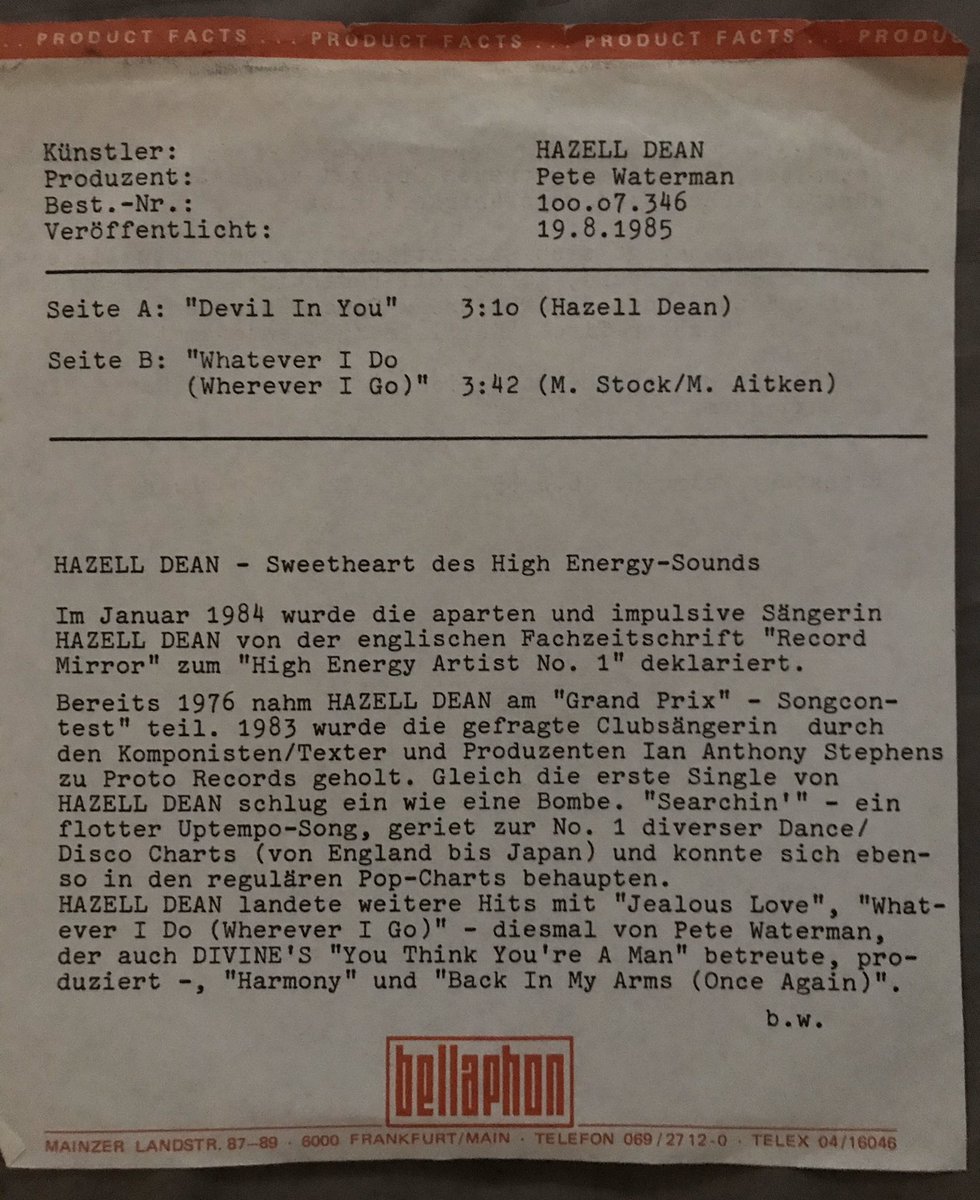 .. PRODUCT FACTS ... PRODUCT FACTS ... PRODUCT FACTS ... PRODU
Künstler: HAZELL DEAN
Produzent: Pete Waterman
Best.-Nr.: 1oo.o7.346
Veröffentlicht: 19.8.1985
Seite A: "Devil In You" 3:1o (Hazell Dean)
Seite B: "Whatever I Do
(Wherever I Go)" 3:42 (M. Stock/M. Aitken)
HAZELL DEAN - Sweetheart des High Energy-Sounds
Im Januar 1984 wurde die aparten und impulsive Sängerin
HAZELL DEAN von der englischen Fachzeitschrift "Record
Mirror" zum "High Energy Artist No. 1" deklariert.
Bereits 1976 nahm HAZELL DEAN am "Grand Prix" - Songcon-
test" teil. 1983 wurde die gefragte Clubsängerin durch
den Komponisten/Texter und Produzenten Ian Anthony Stephens
zu Proto Records geholt. Gleich die erste Single von
HAZELL DEAN schlug ein wie eine Bombe. "Searchin'" - ein
flotter Uptempo-Song, geriet zur No. 1 diverser Dance/
Disco Charts (von England bis Japan) und konnte sich eben-
so in den regulären Pop-Charts behaupten.
HAZELL DEAN landete weitere Hits mit "Jealous Love", "What-
ever I Do (Wherever I Go)" - diesmal von Pete Waterman,
der auch DIVINE'S "You Think You're A Man" betreute, pro-
duziert -, "Harmony" und "Back In My Arms (Once Again)".
b.w.
bellaphon
MAINZER LANDSTR. 87-89 · 6000 FRANKFURT/MAIN · TELEFON 069/27 12-0 · TELEX 04/16046